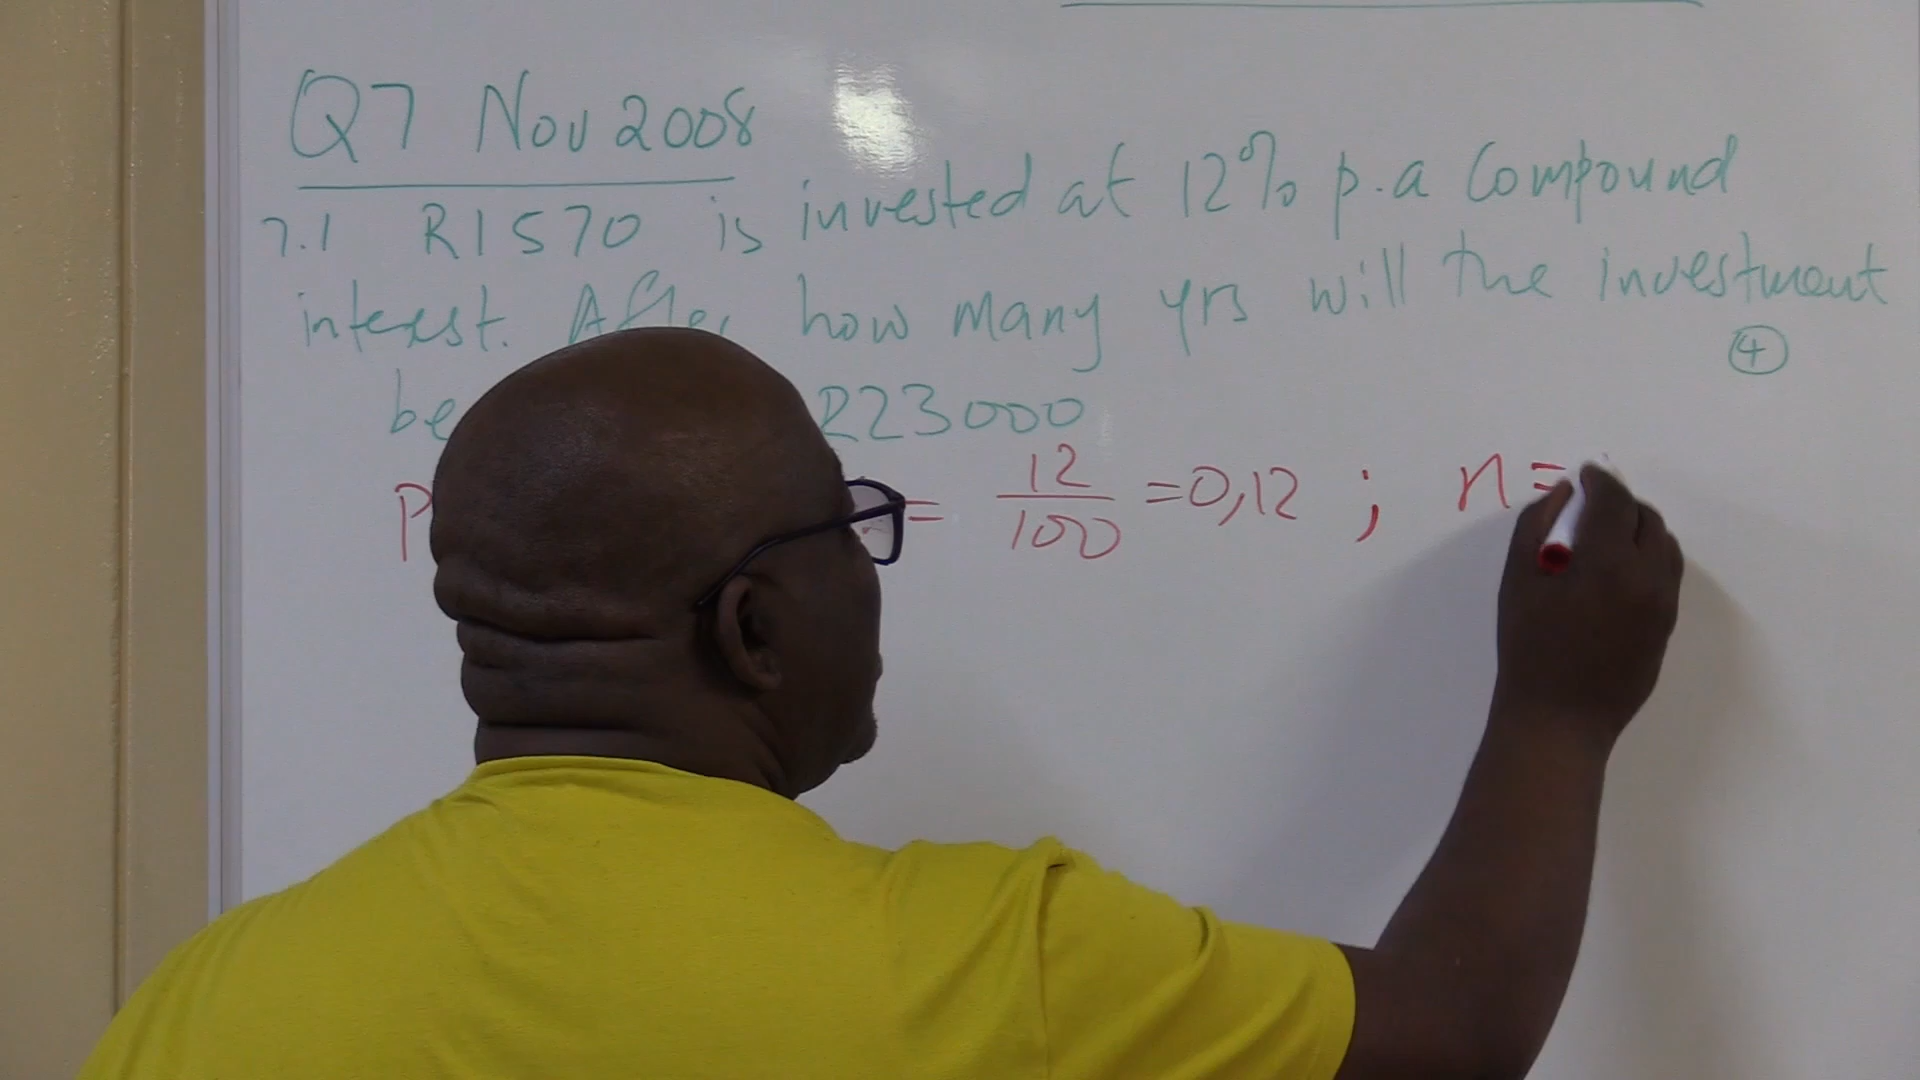 Q7 Nov 2008
7.1 R1570 is invested at 12% p.a Compound
interest. After how many yrs will the investment
④
be R23000
P = 12/100 = 0,12 ; n =